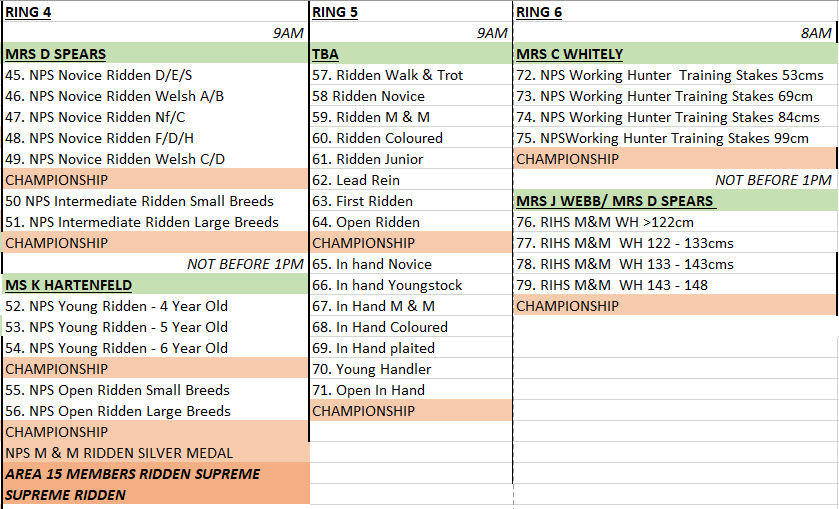 RING 4
9AM
MRS D SPEARS
45. NPS Novice Ridden D/E/S
46. NPS Novice Ridden Welsh A/B
47. NPS Novice Ridden Nf/C
48. NPS Novice Ridden F/D/H
49. NPS Novice Ridden Welsh C/D
CHAMPIONSHIP
50 NPS Intermediate Ridden Small Breeds
51. NPS Intermediate Ridden Large Breeds
CHAMPIONSHIP
NOT BEFORE 1PM
MS K HARTENFELD
52. NPS Young Ridden - 4 Year Old
53. NPS Young Ridden - 5 Year Old
54. NPS Young Ridden - 6 Year Old
CHAMPIONSHIP
55. NPS Open Ridden Small Breeds
56. NPS Open Ridden Large Breeds
CHAMPIONSHIP
NPS M & M RIDDEN SILVER MEDAL
AREA 15 MEMBERS RIDDEN SUPREME
SUPREME RIDDEN
RING 5
9AM
TBA
57. Ridden Walk & Trot
58 Ridden Novice
59. Ridden M & M
60. Ridden Coloured
61. Ridden Junior
62. Lead Rein
63. First Ridden
64. Open Ridden
CHAMPIONSHIP
65. In hand Novice
66. In hand Youngstock
67. In Hand M & M
68. In Hand Coloured
69. In Hand plaited
70. Young Handler
71. Open In Hand
CHAMPIONSHIP
RING 6
8AM
MRS C WHITELY
72. NPS Working Hunter Training Stakes 53cms
73. NPS Working Hunter Training Stakes 69cm
74. NPS Working Hunter Training Stakes 84cms
75. NPSWorking Hunter Training Stakes 99cm
CHAMPIONSHIP
NOT BEFORE 1PM
MRS J WEBB/ MRS D SPEARS
76. RIHS M&M WH >122cm
77. RIHS M&M WH 122 - 133cms
78. RIHS M&M WH 133 - 143cms
79. RIHS M&M WH 143 - 148
CHAMPIONSHIP